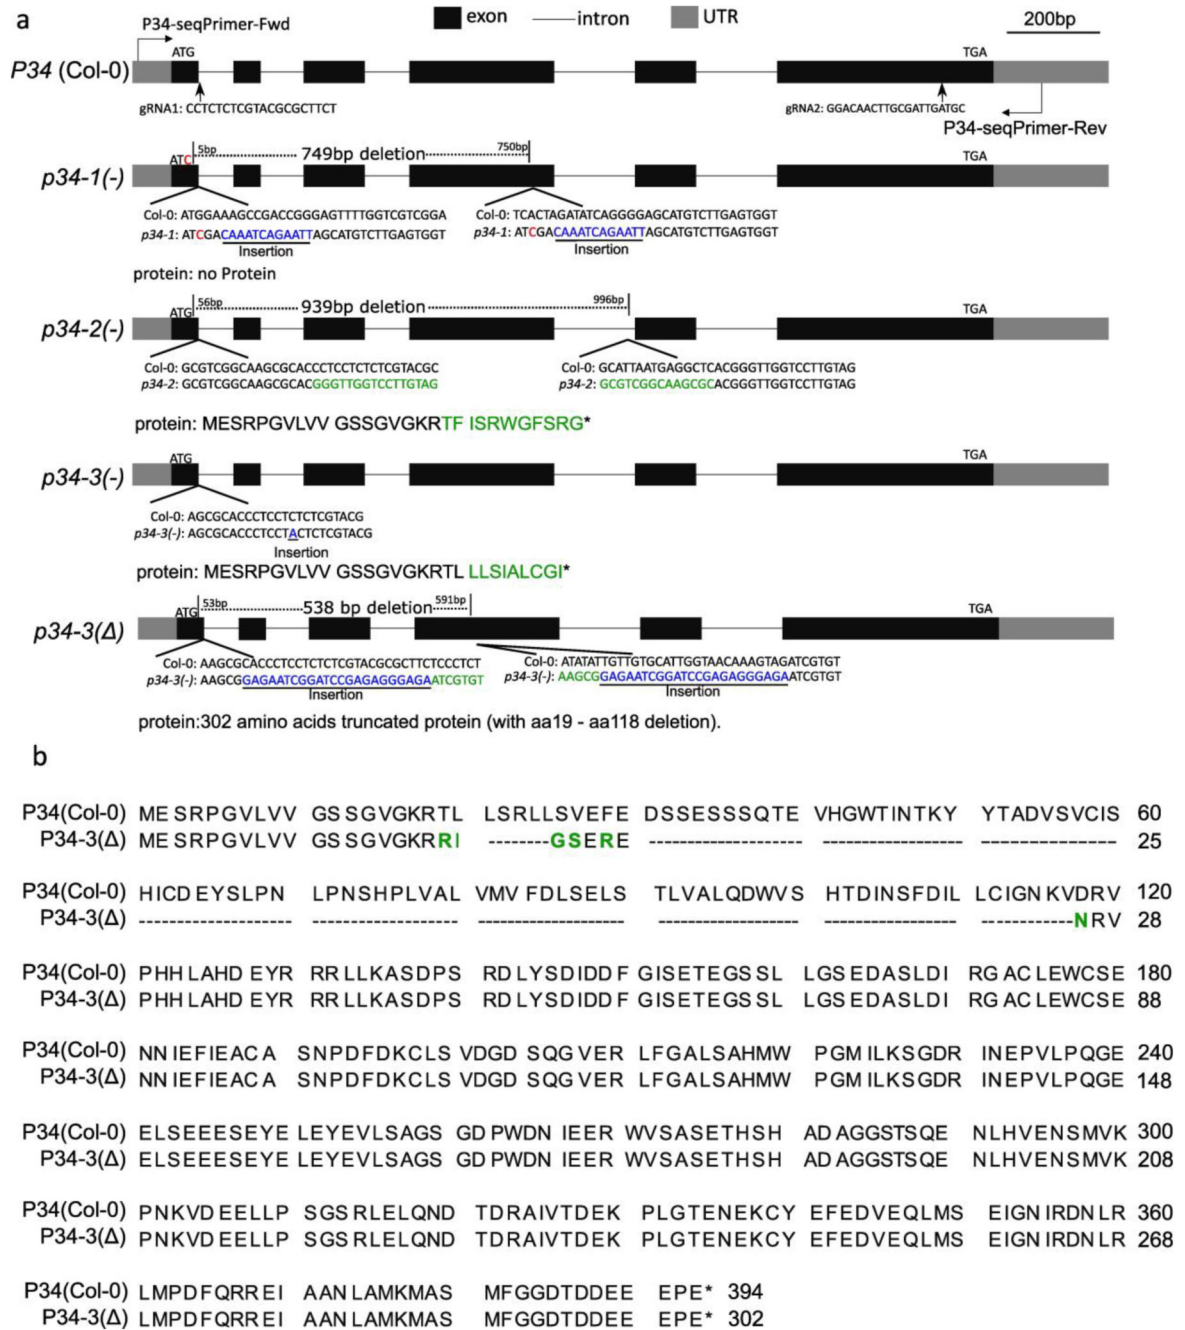 a
P34-seqPrimer-Fwd
exon
intron
UTR
200bp
ATG
TGA
P34 (Col-0)
gRNA1: CCTCTCTCGTACGCGCTTCT
gRNA2: GGACAACTTGCGATTGATGC
P34-seqPrimer-Rev
ATC
5bp
749bp deletion
750bp
TGA
p34-1(-)
Col-0: ATGGAAAGCCGACCGGGAGTTTTGGTCGTCGGA
Col-0: TCACTAGATATCAGGGGAGCATGTCTTGAGTGGT
p34-1: ATCGACAAATCAGAATTAGCATGTCTTGAGTGGT
p34-1: ATCGACAAATCAGAATTAGCATGTCTTGAGTGGT
Insertion
Insertion
protein: no Protein
ATG
56bp
939bp deletion
996bp
TGA
p34-2(-)
Col-0: GCGTCGGCAAGCGCACCCTCCTCTCTCGTACGC
Col-0: GCATTAATGAGGCTCACGGGTTGGTCCTTGTAG
p34-2: GCGTCGGCAAGCGCACGGGTTGGTCCTTGTAG
p34-2: GCGTCGGCAAGCGCACGGGTTGGTCCTTGTAG
protein: MESRPGVLVV GSSGVGKRTF ISRWGFSRG*
ATG
TGA
p34-3(-)
Col-0: AGCGCACCCTCCTCTCTCGTACG
p34-3(-): AGCGCACCCTCCTACTCTCGTACG
Insertion
protein: MESRPGVLVV GSSGVGKRTL LLSIALCGI*
ATG
53bp
538 bp deletion
591bp
TGA
p34-3(Δ)
Col-0: AAGCGCACCCTCCTCTCTCGTACGCGCTTCTCCCTCT
Col-0: ATATATTGTTGTGCATTGGTAACAAAGTAGATCGTGT
p34-3(-): AAGCGGAGAATCGGATCCGAGAGGGAGAATCGTGT
p34-3(-): AAGCGGAGAATCGGATCCGAGAGGGAGAATCGTGT
Insertion
Insertion
protein:302 amino acids truncated protein (with aa19 - aa118 deletion).
b
P34(Col-0) MESRPGVLVV GSSGVGKRTL LSRLLSVEFE DSSESSSQTE VHGWTINTKY YTADVSVCIS 60
P34-3(Δ) MESRPGVLVV GSSGVGKRRI --------GSERE ----------------- ---------------- ---------------- 25
P34(Col-0) HICDEYSLPN LPNSHPLVAL VMVFDLSELS TLVALQDWVS HTDINSFDIL LCIGNKVDRV 120
P34-3(Δ) ------------------ ----------------- ----------------- ---------------- ---------------- -----------NRV 28
P34(Col-0) PHHLAHDEYR RRLLKASDPS RDLYSDIDDF GISETEGSSL LGSEDASLDI RGACLEWCSE 180
P34-3(Δ) PHHLAHDEYR RRLLKASDPS RDLYSDIDDF GISETEGSSL LGSEDASLDI RGACLEWCSE 88
P34(Col-0) NNIEFIEACA SNPDFDKCLS VDGDSQGVER LFGALSAHMW PGMILKSGDR INEPVLPQGE 240
P34-3(Δ) NNIEFIEACA SNPDFDKCLS VDGDSQGVER LFGALSAHMW PGMILKSGDR INEPVLPQGE 148
P34(Col-0) ELSEEESEYE LEYEVLSAGS GDPWDNIEER WVSASETHSH ADAGGSTSQE NLHVENSMVK 300
P34-3(Δ) ELSEEESEYE LEYEVLSAGS GDPWDNIEER WVSASETHSH ADAGGSTSQE NLHVENSMVK 208
P34(Col-0) PNKVDEELLP SGSRLELQND TDRAIVTDEK PLGTENEKCY EFEDVEQLMS EIGNIRDNLR 360
P34-3(Δ) PNKVDEELLP SGSRLELQND TDRAIVTDEK PLGTENEKCY EFEDVEQLMS EIGNIRDNLR 268
P34(Col-0) LMPDFQRREI AANLAMKMAS MFGGDTDDEE EPE* 394
P34-3(Δ) LMPDFQRREI AANLAMKMAS MFGGDTDDEE EPE* 302